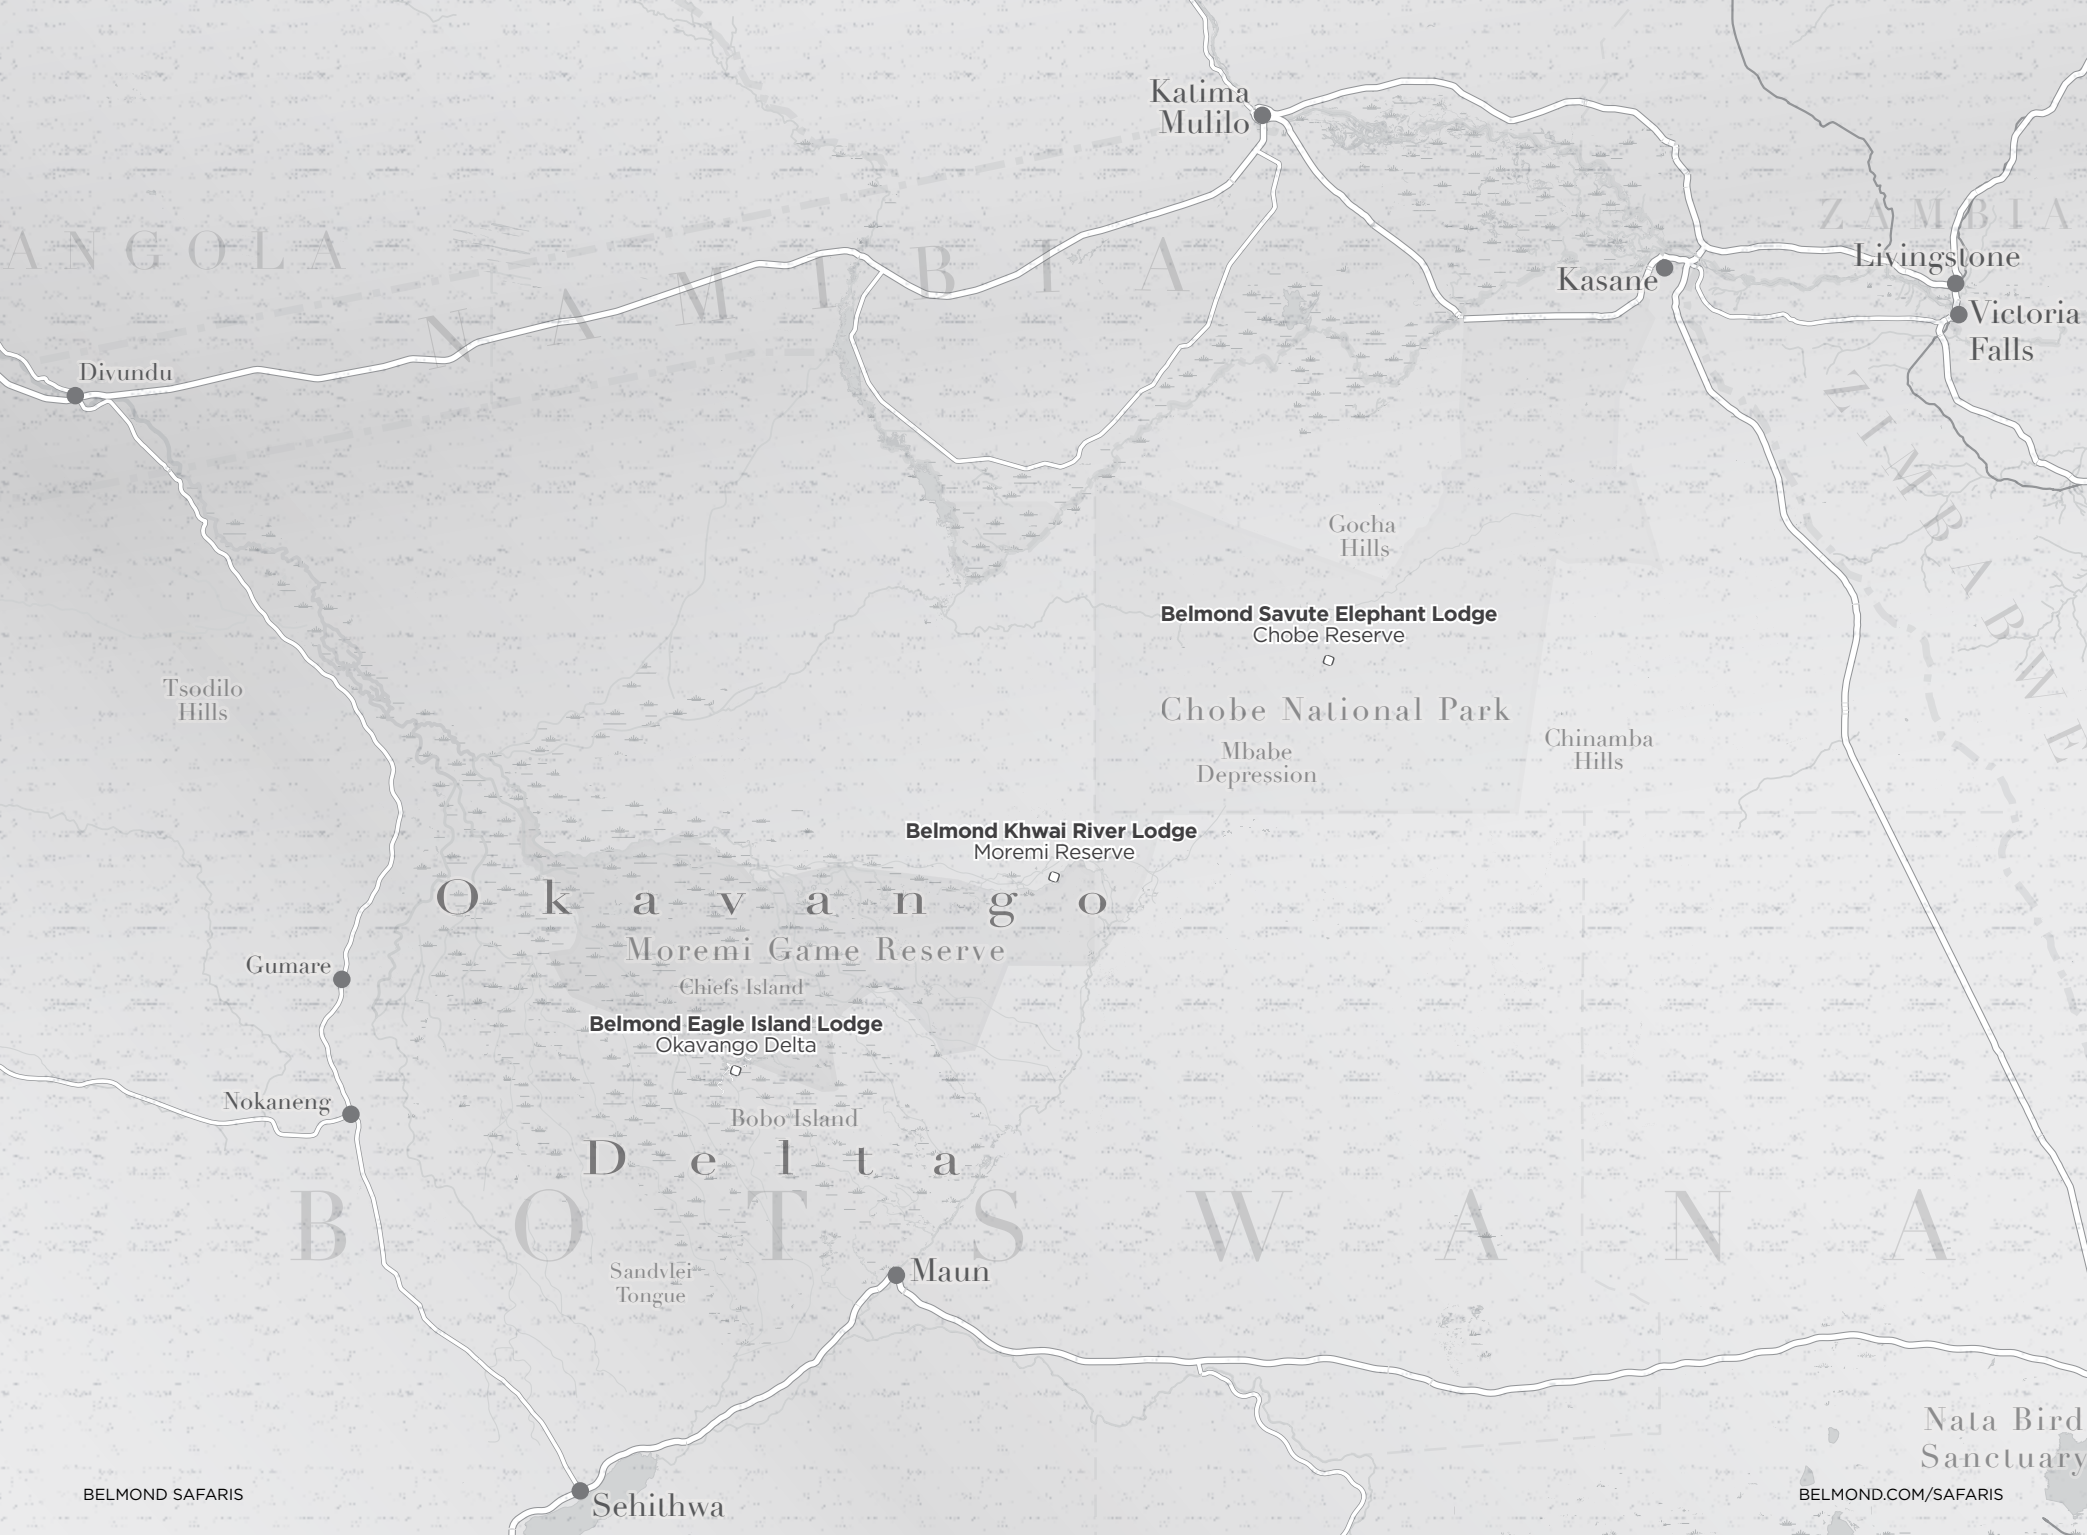 Katima
Mulilo
ANGOLA
NAMIBIA
ZAMBIA
Livingstone
Kasane
Victoria
Falls
Divundu
ZIMBABWE
Gocha
Hills
Belmond Savute Elephant Lodge
Chobe Reserve
Tsodilo
Hills
Chobe National Park
Mbabe
Depression
Chinamba
Hills
Belmond Khwai River Lodge
Moremi Reserve
Okavango
Moremi Game Reserve
Gumare
Chiefs Island
Belmond Eagle Island Lodge
Okavango Delta
Nokaneng
Bobo Island
Delta
BOTSWANA
Sandvlei
Tongue
Maun
Nata Bird
Sanctuary
BELMOND SAFARIS
Sehithwa
BELMOND.COM/SAFARIS